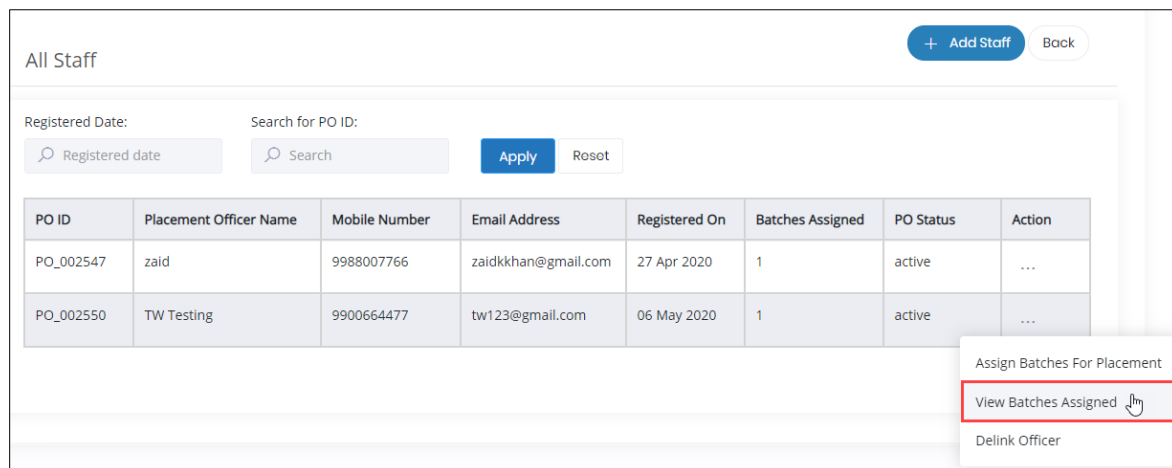 + Add Staff Back
All Staff
Registered Date: Search for PO ID:
Registered date Search Apply Reset
PO ID Placement Officer Name Mobile Number Email Address Registered On Batches Assigned PO Status Action
PO_002547 zaid 9988007766 zaidkkhan@gmail.com 27 Apr 2020 1 active ...
PO_002550 TW Testing 9900664477 tw123@gmail.com 06 May 2020 1 active ...
Assign Batches For Placement
View Batches Assigned
Delink Officer